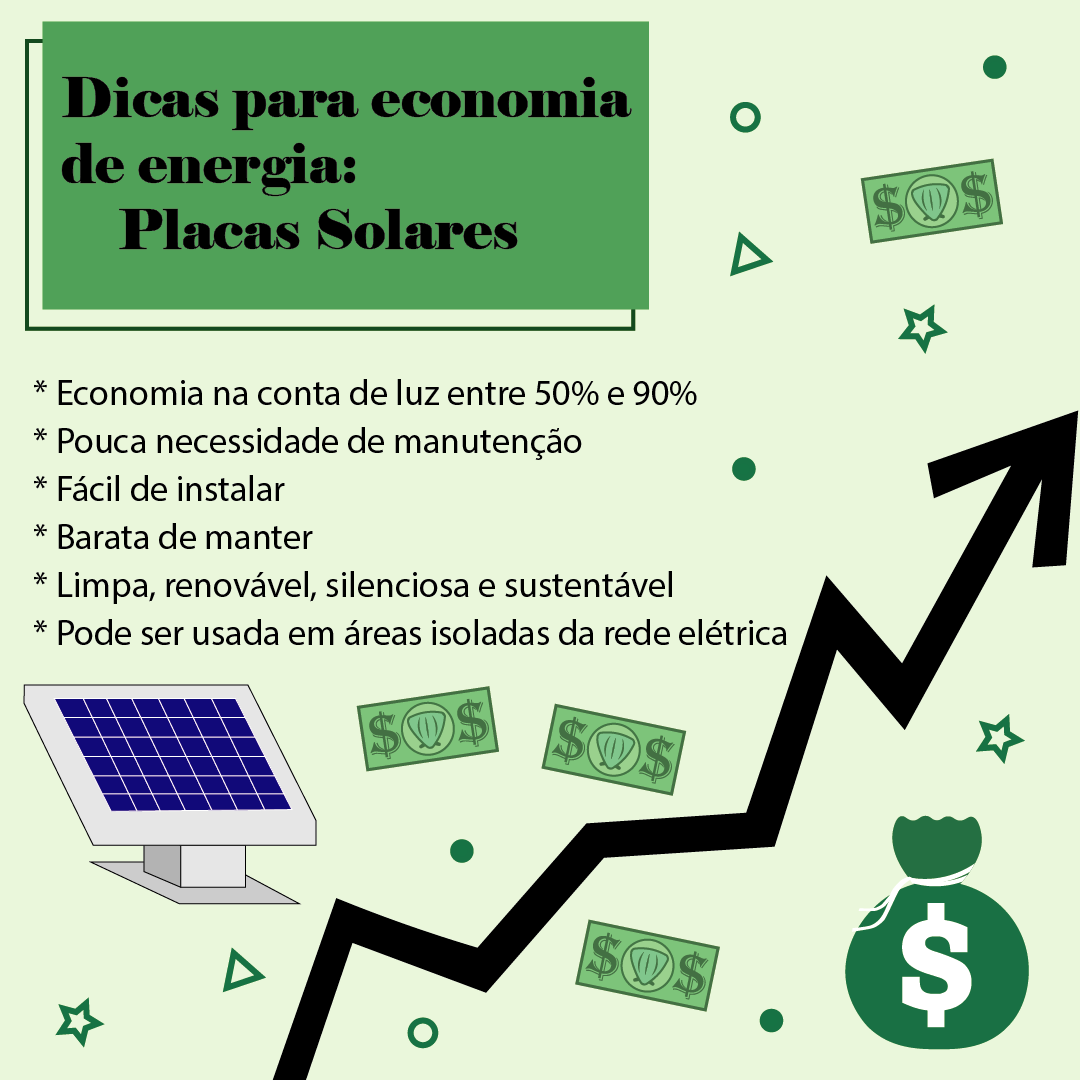 Dicas para economia
de energia:
Placas Solares
* Economia na conta de luz entre 50% e 90%
* Pouca necessidade de manutenção
* Fácil de instalar
* Barata de manter
* Limpa, renovável, silenciosa e sustentável
* Pode ser usada em áreas isoladas da rede elétrica
$ $
$ $
$ $
$ $
$